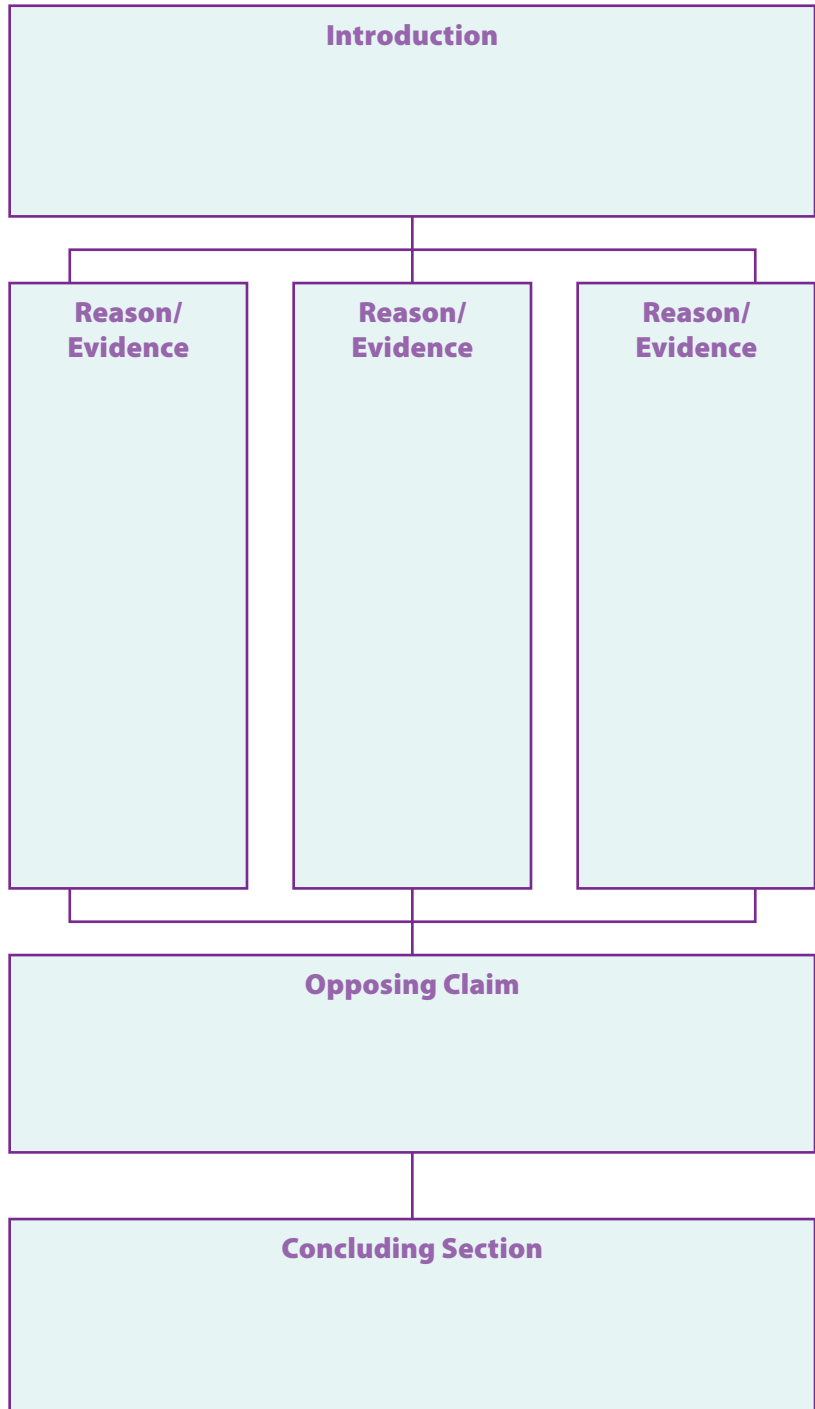 Introduction
Reason/
Evidence
Reason/
Evidence
Reason/
Evidence
Opposing Claim
Concluding Section